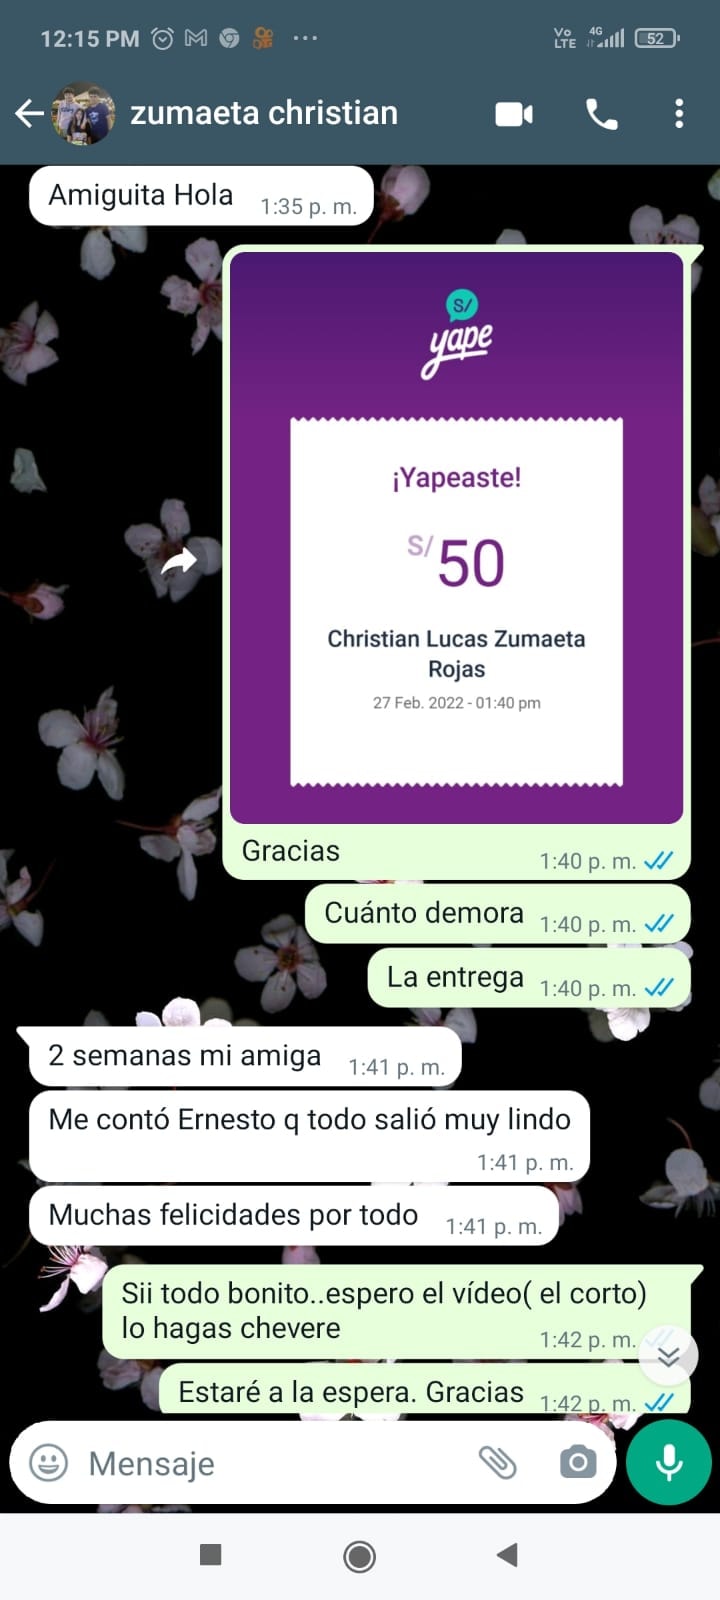 12:15 PM
Vo LTE 4G 52
zumaeta christian
Amiguita Hola 1:35 p. m.
S/
yape
¡Yapeaste!
S/ 50
Christian Lucas Zumaeta
Rojas
27 Feb. 2022 - 01:40 pm
Gracias 1:40 p. m.
Cuánto demora 1:40 p. m.
La entrega 1:40 p. m.
2 semanas mi amiga 1:41 p. m.
Me contó Ernesto q todo salió muy lindo
1:41 p. m.
Muchas felicidades por todo 1:41 p. m.
Sii todo bonito..espero el vídeo( el corto)
lo hagas chevere 1:42 p. m.
Estaré a la espera. Gracias 1:42 p. m.
Mensaje